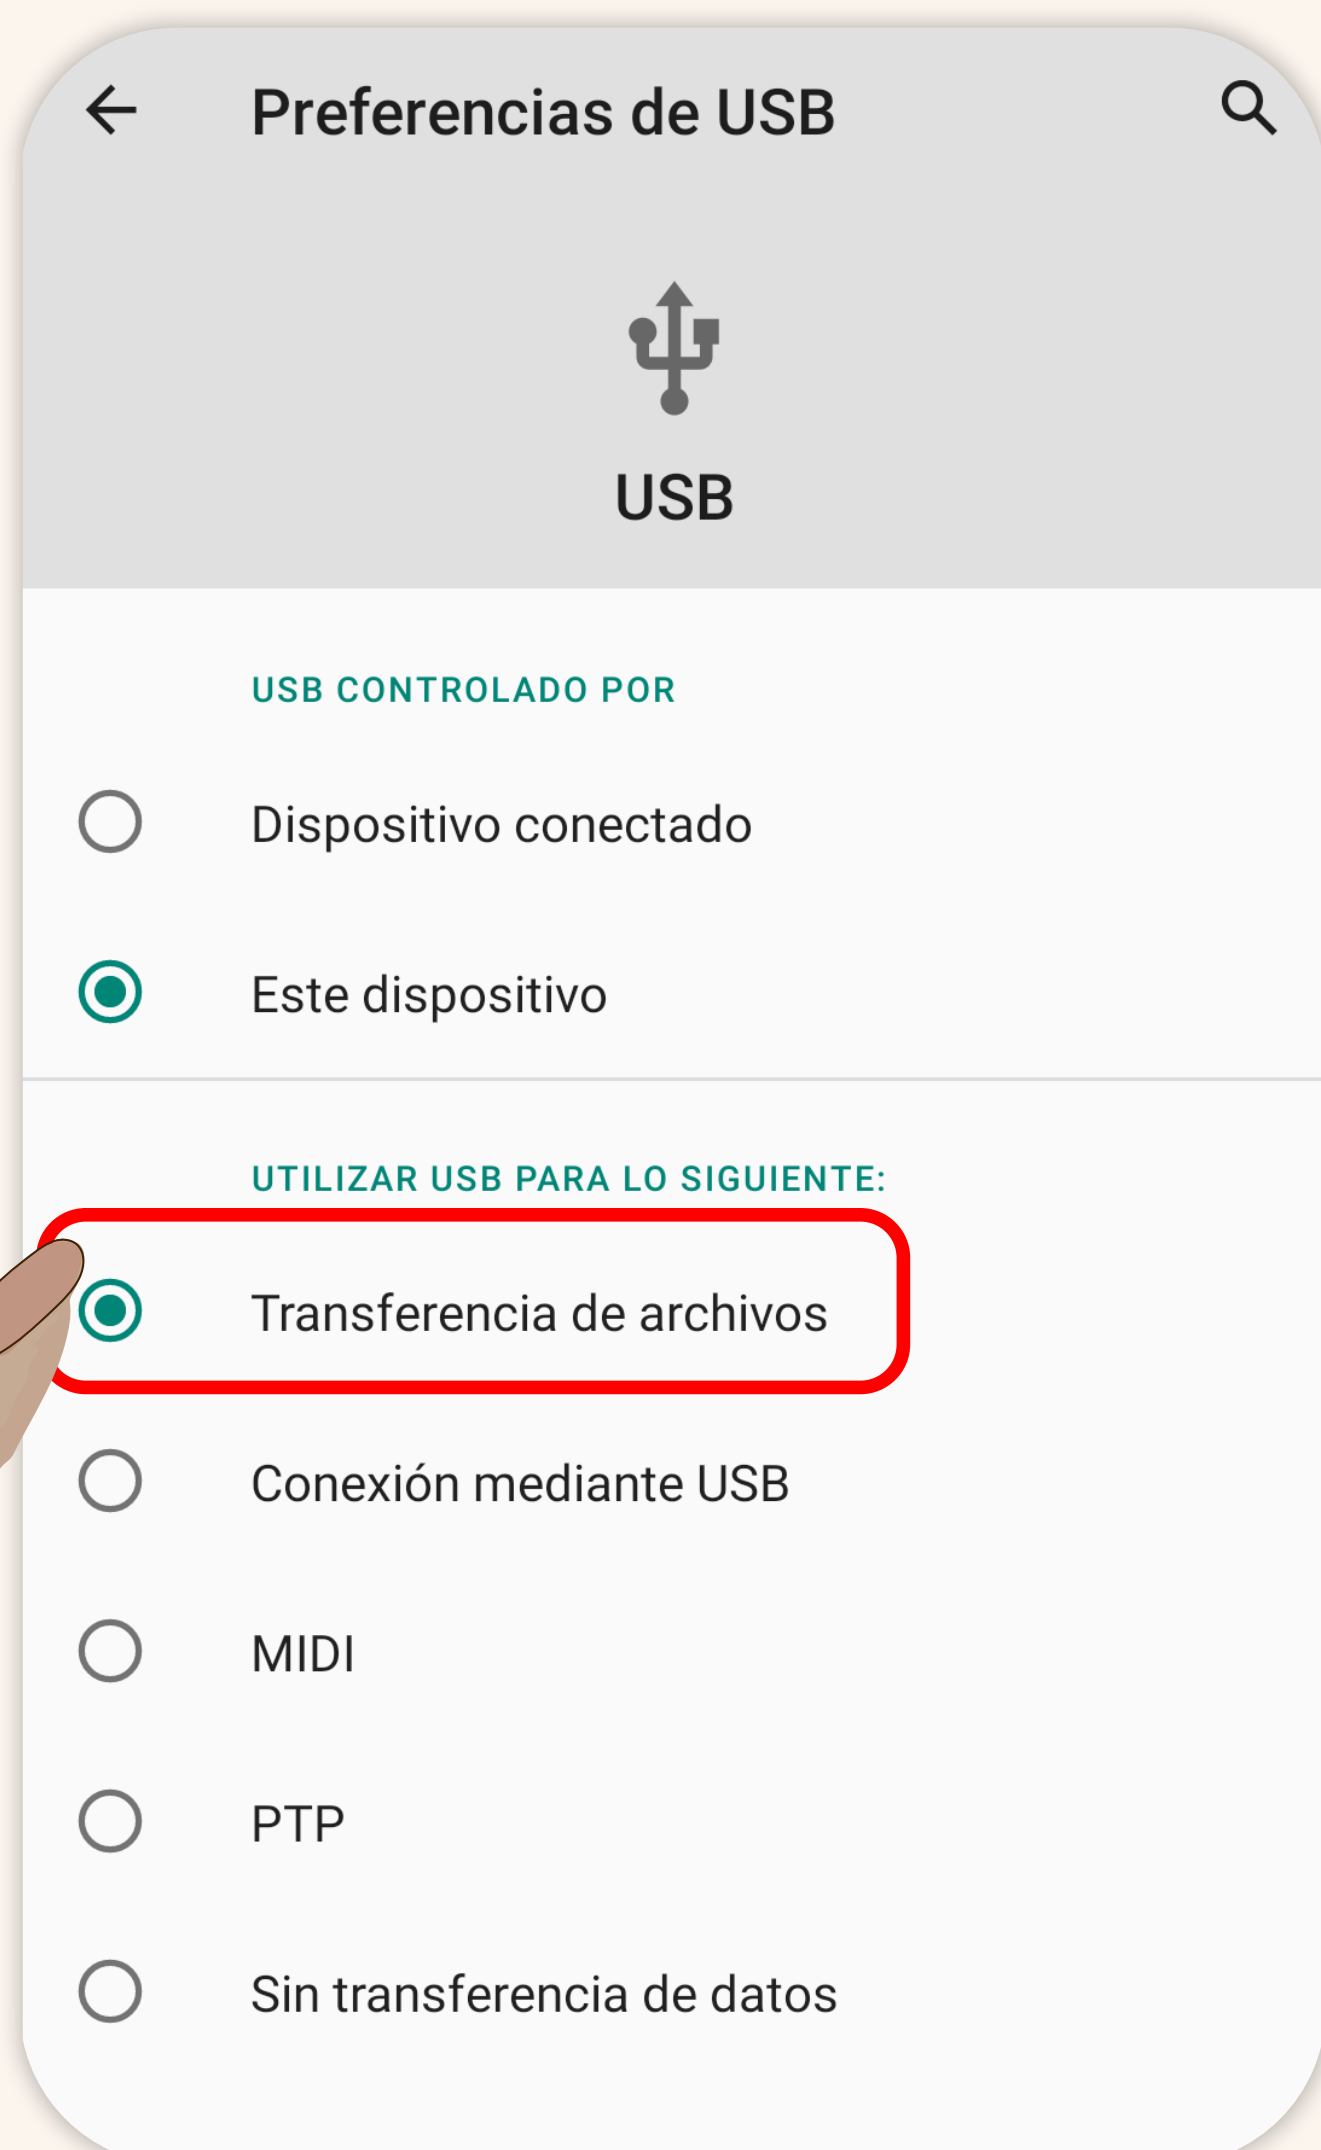 Preferencias de USB
USB
USB CONTROLADO POR
Dispositivo conectado
Este dispositivo
UTILIZAR USB PARA LO SIGUIENTE:
Transferencia de archivos
Conexión mediante USB
MIDI
PTP
Sin transferencia de datos